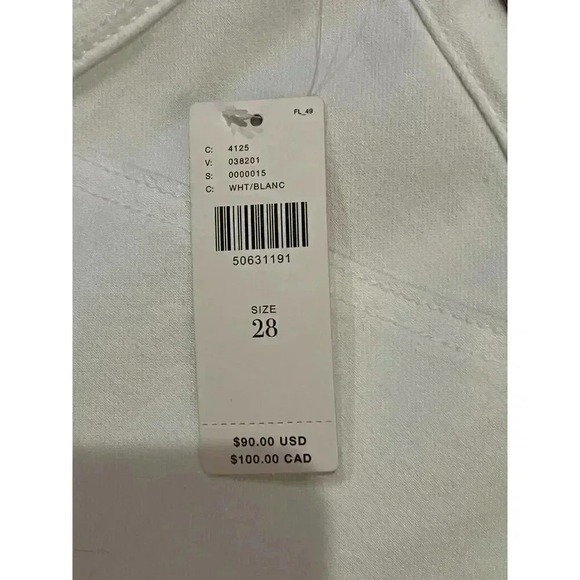 FL_49
C: 4125
V: 038201
S: 0000015
C: WHT/BLANC
50631191
SIZE
28
$90.00 USD
$100.00 CAD